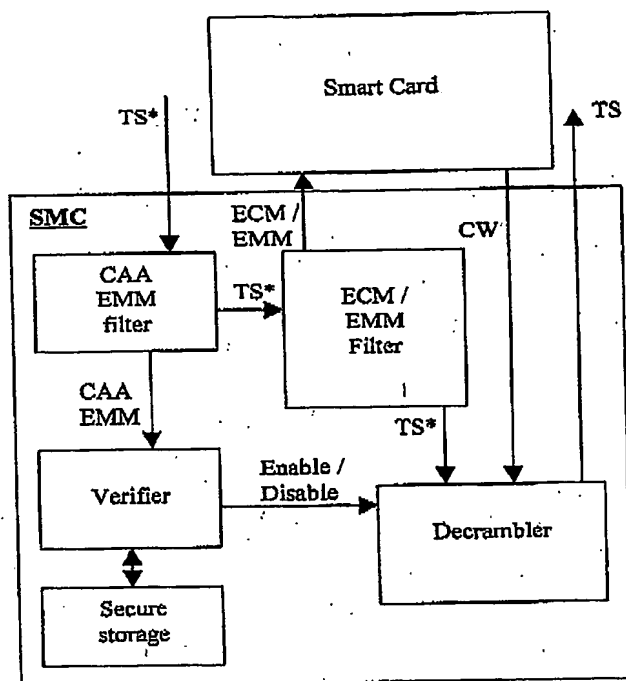 Smart Card
TS*
TS
SMC
ECM /
EMM
CW
CAA
EMM
filter
TS*
ECM /
EMM
Filter
CAA
EMM
TS*
Verifier
Enable /
Disable
Decrambler
Secure
storage